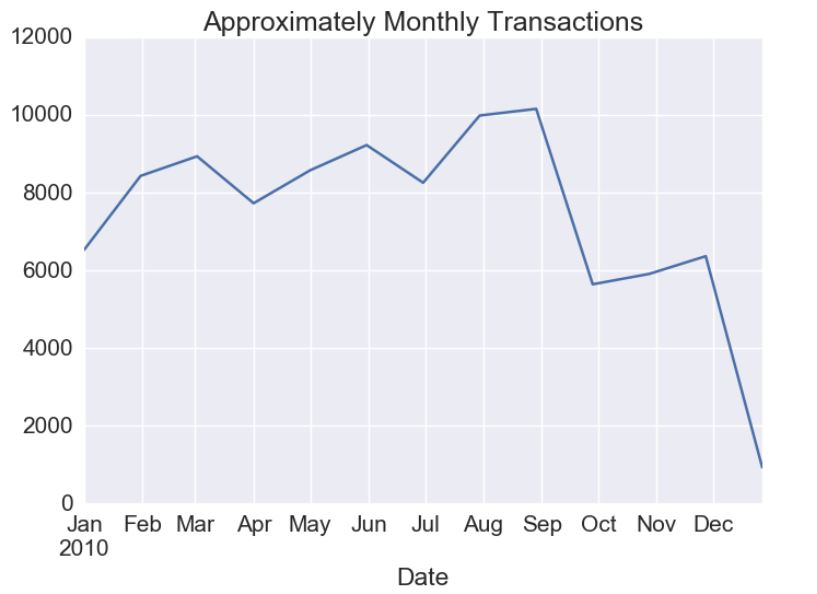 Approximately Monthly Transactions
12000
10000
8000
6000
4000
2000
0
Jan Feb Mar Apr May Jun Jul Aug Sep Oct Nov Dec
2010
Date